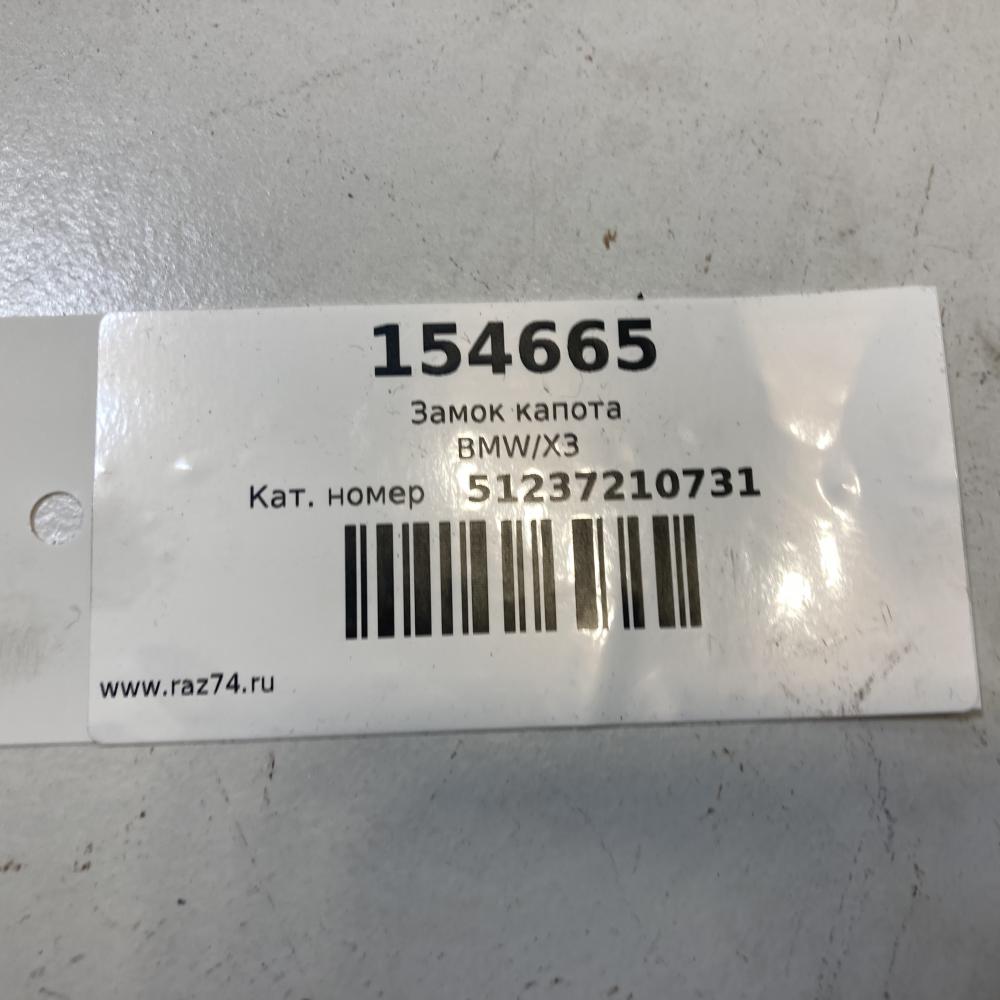 154665
Замок капота
BMW/X3
Кат. номер 51237210731
www.raz74.ru